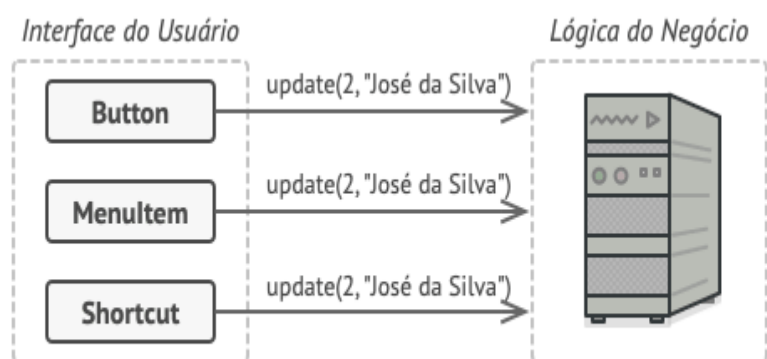 Interface do Usuário
Lógica do Negócio
Button
update(2, "José da Silva")
MenuItem
update(2, "José da Silva")
Shortcut
update(2, "José da Silva")